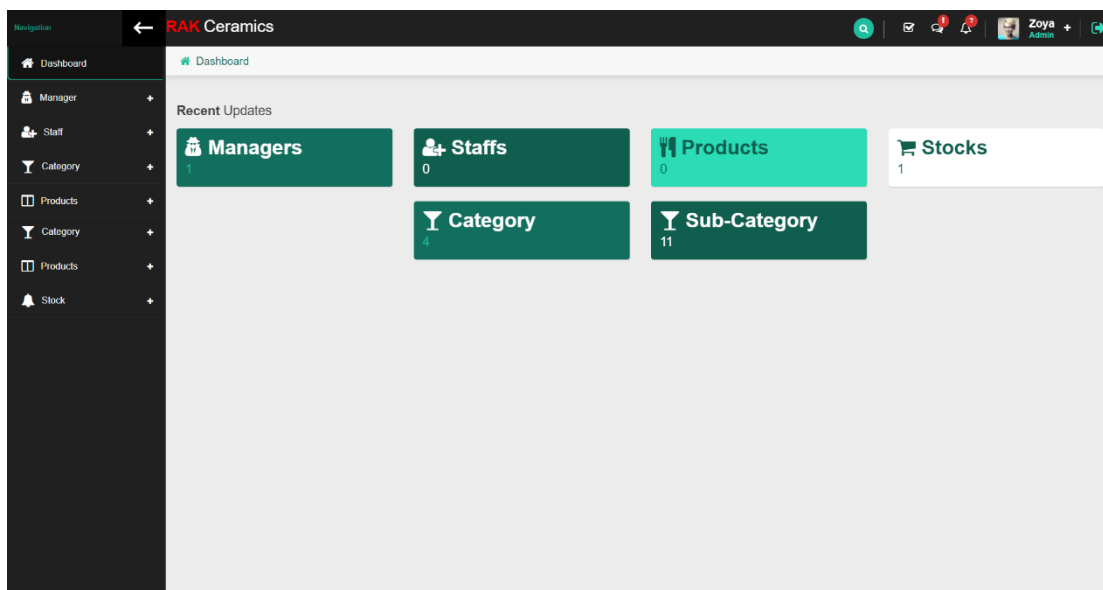 Navigation
RAK Ceramics
Zoya
Admin
Dashboard
Manager
Staff
Category
Products
Category
Products
Stock
Dashboard
Recent Updates
Managers
1
Staffs
0
Products
0
Stocks
1
Category
4
Sub-Category
11